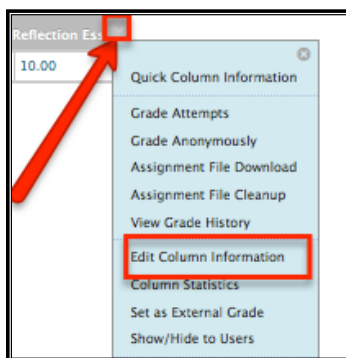 Reflection Es
10.00
Quick Column Information
Grade Attempts
Grade Anonymously
Assignment File Download
Assignment File Cleanup
View Grade History
Edit Column Information
Column Statistics
Set as External Grade
Show/Hide to Users